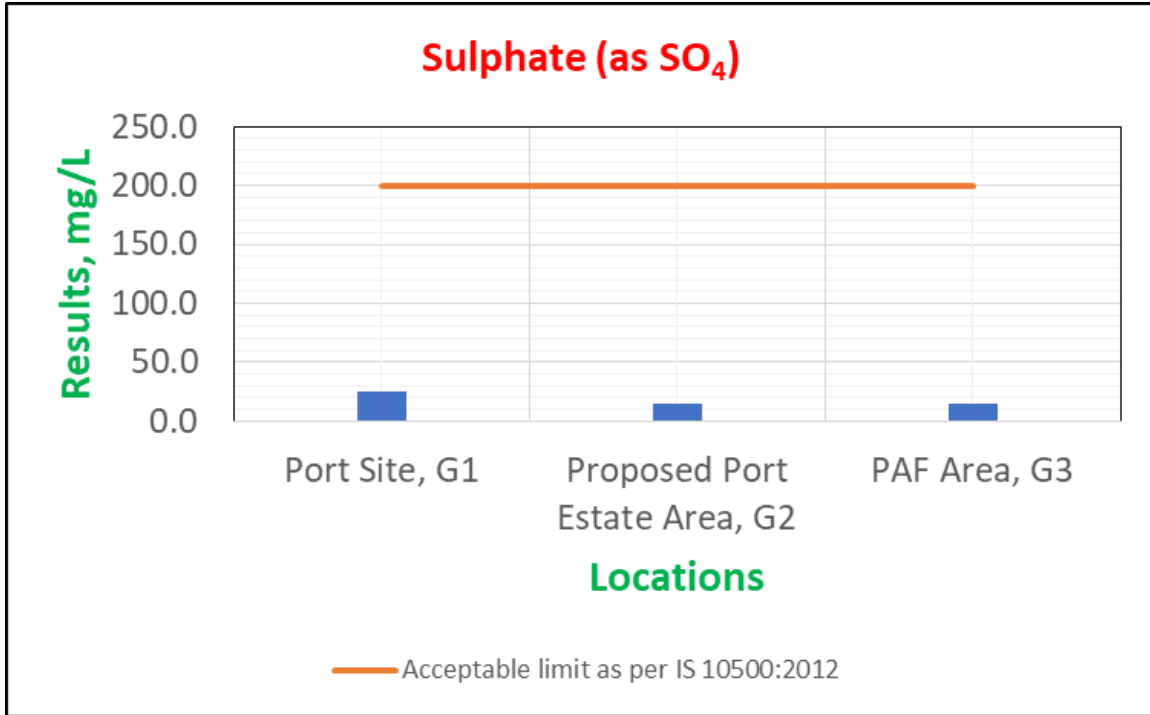 Sulphate (as SO₄)
Results, mg/L
250.0
200.0
150.0
100.0
50.0
0.0
Port Site, G1
Proposed Port
Estate Area, G2
PAF Area, G3
Locations
Acceptable limit as per IS 10500:2012